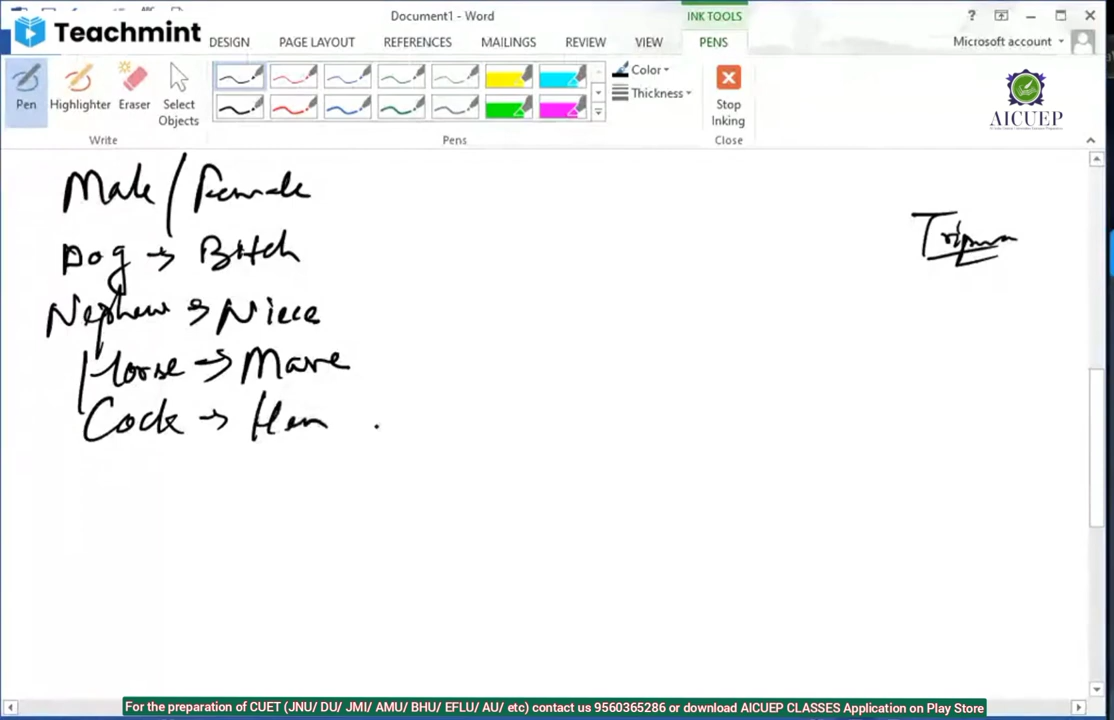 Document1 - Word
INK TOOLS
Teachmint
DESIGN PAGE LAYOUT REFERENCES MAILINGS REVIEW VIEW PENS
Microsoft account
Pen Highlighter Eraser Select Objects
Color
Thickness
Stop Inking
Write Pens Close
AICUEP
Male / Female
Dog → Bitch
Tripura
Nephew → Niece
Horse → Mare
Cock → Hen
For the preparation of CUET (JNU/ DU/ JMI/ AMU/ BHU/ EFLU/ AU/ etc) contact us 9560365286 or download AICUEP CLASSES Application on Play Store